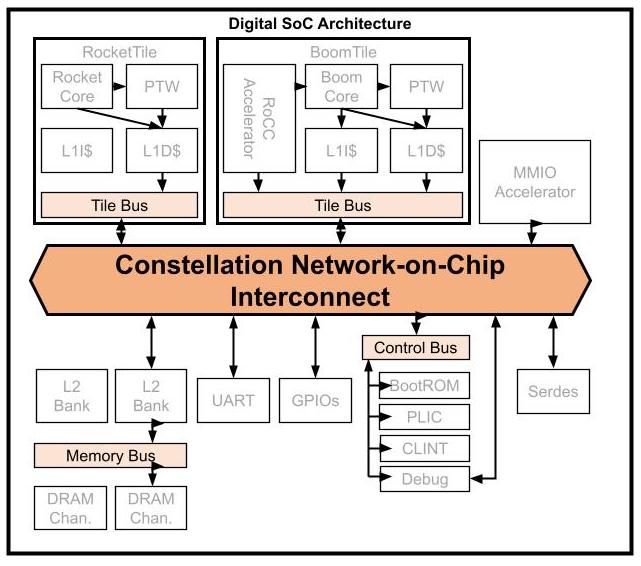 Digital SoC Architecture
RocketTile
Rocket
Core
PTW
L1I$
L1D$
Tile Bus
BoomTile
RoCC
Accelerator
Boom
Core
PTW
L1I$
L1D$
Tile Bus
MMIO
Accelerator
Constellation Network-on-Chip
Interconnect
L2
Bank
L2
Bank
Memory Bus
DRAM
Chan.
DRAM
Chan.
UART
GPIOs
Control Bus
BootROM
PLIC
CLINT
Debug
Serdes